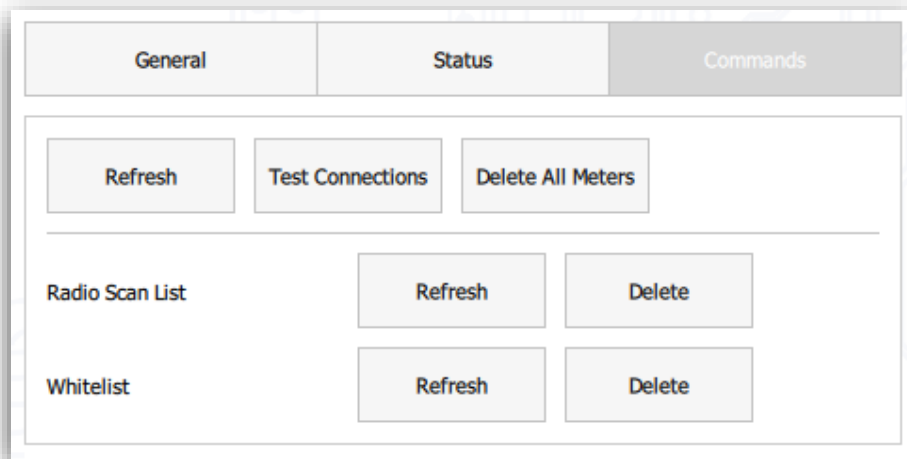 General Status Commands
Refresh Test Connections Delete All Meters
Radio Scan List Refresh Delete
Whitelist Refresh Delete